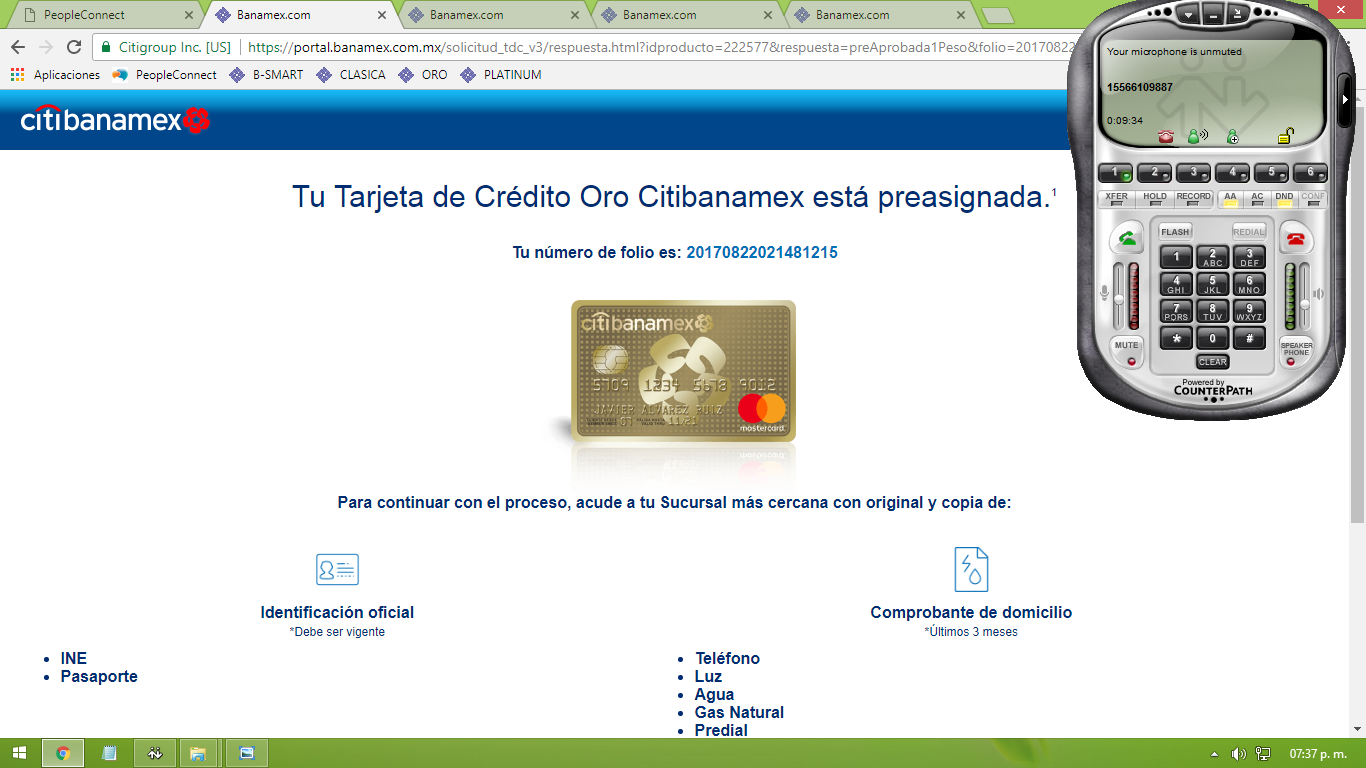 PeopleConnect
Banamex.com
Banamex.com
Banamex.com
Banamex.com
Citigroup Inc. [US]
https://portal.banamex.com.mx/solicitud_tdc_v3/respuesta.html?idproducto=222577&respuesta=preAprobada1Peso&folio=20170822
Aplicaciones PeopleConnect B-SMART CLASICA ORO PLATINUM
citibanamex
Tu Tarjeta de Crédito Oro Citibanamex está preasignada.1
Tu número de folio es: 20170822021481215
citibanamex
5709 1234 5678 9012
JAVIER ALVAREZ RUIZ
07 11/21
mastercard
Para continuar con el proceso, acude a tu Sucursal más cercana con original y copia de:
Identificación oficial
*Debe ser vigente
INE
Pasaporte
Comprobante de domicilio
*Últimos 3 meses
Teléfono
Luz
Agua
Gas Natural
Predial
Your microphone is unmuted
15566109887
0:09:34
1 2 3 4 5 6
XFER HOLD RECORD AA AC DND CONF
FLASH REDIAL
1 2 ABC 3 DEF
4 GHI 5 JKL 6 MNO
7 PQRS 8 TUV 9 WXYZ
* 0 #
MUTE CLEAR SPEAKER PHONE
Powered by
COUNTERPATH
07:37 p. m.